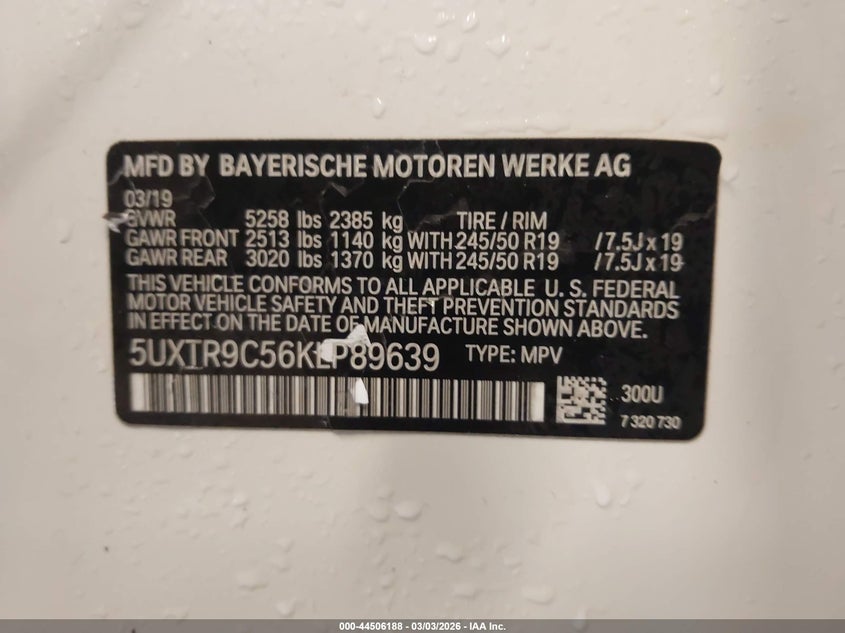 MFD BY BAYERISCHE MOTOREN WERKE AG
03/19
GVWR 5258 lbs 2385 kg TIRE / RIM
GAWR FRONT 2513 lbs 1140 kg WITH 245/50 R19 /7.5J x 19
GAWR REAR 3020 lbs 1370 kg WITH 245/50 R19 /7.5J x 19
THIS VEHICLE CONFORMS TO ALL APPLICABLE U. S. FEDERAL
MOTOR VEHICLE SAFETY AND THEFT PREVENTION STANDARDS
IN EFFECT ON THE DATE OF MANUFACTURE SHOWN ABOVE.
5UXTR9C56KLP89639 TYPE: MPV
300U
7 320 730
000-44506188 - 03/03/2026 - IAA Inc.